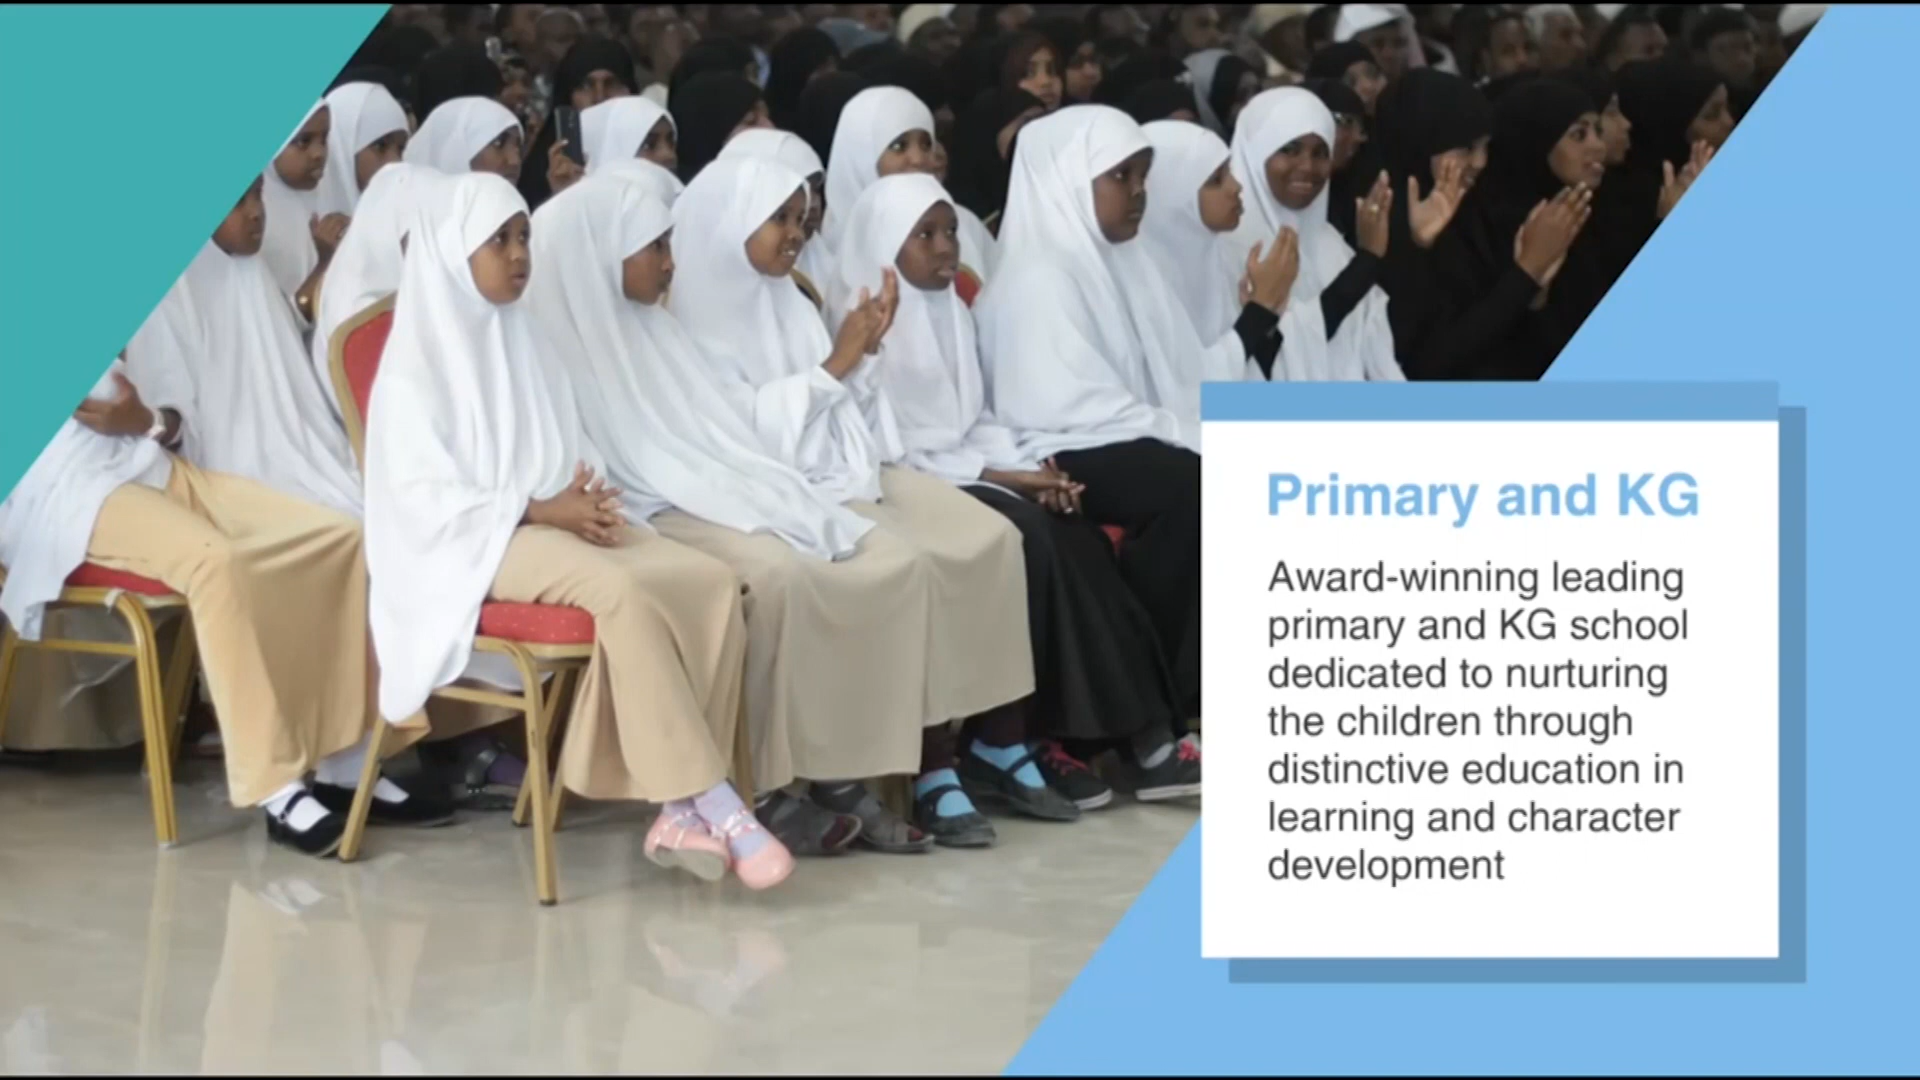 Primary and KG
Award-winning leading
primary and KG school
dedicated to nurturing
the children through
distinctive education in
learning and character
development